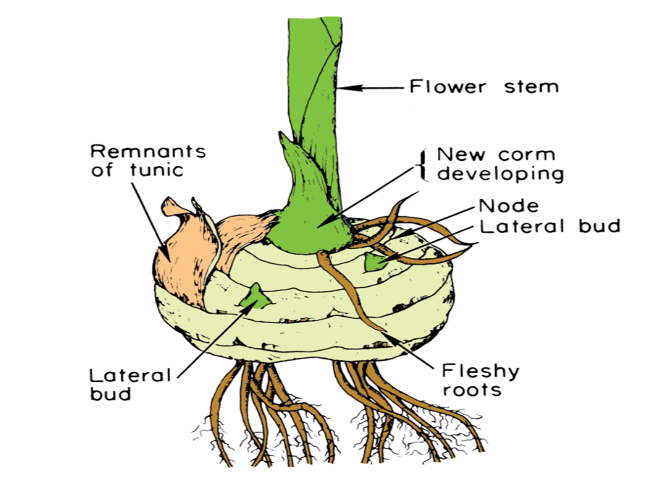 Flower stem
Remnants
of tunic
New corm
developing
Node
Lateral bud
Lateral
bud
Fleshy
roots